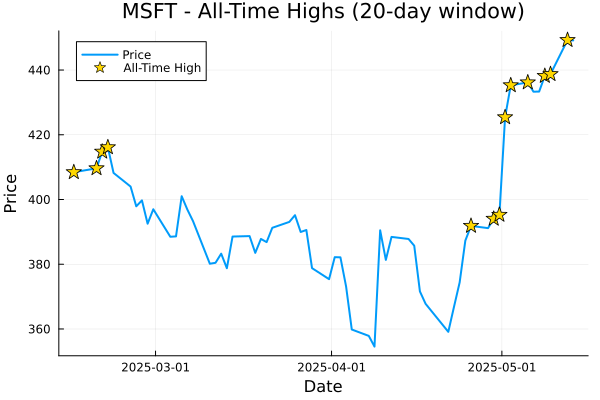 MSFT - All-Time Highs (20-day window)
Price
All-Time High
Price
440
420
400
380
360
2025-03-01
2025-04-01
2025-05-01
Date